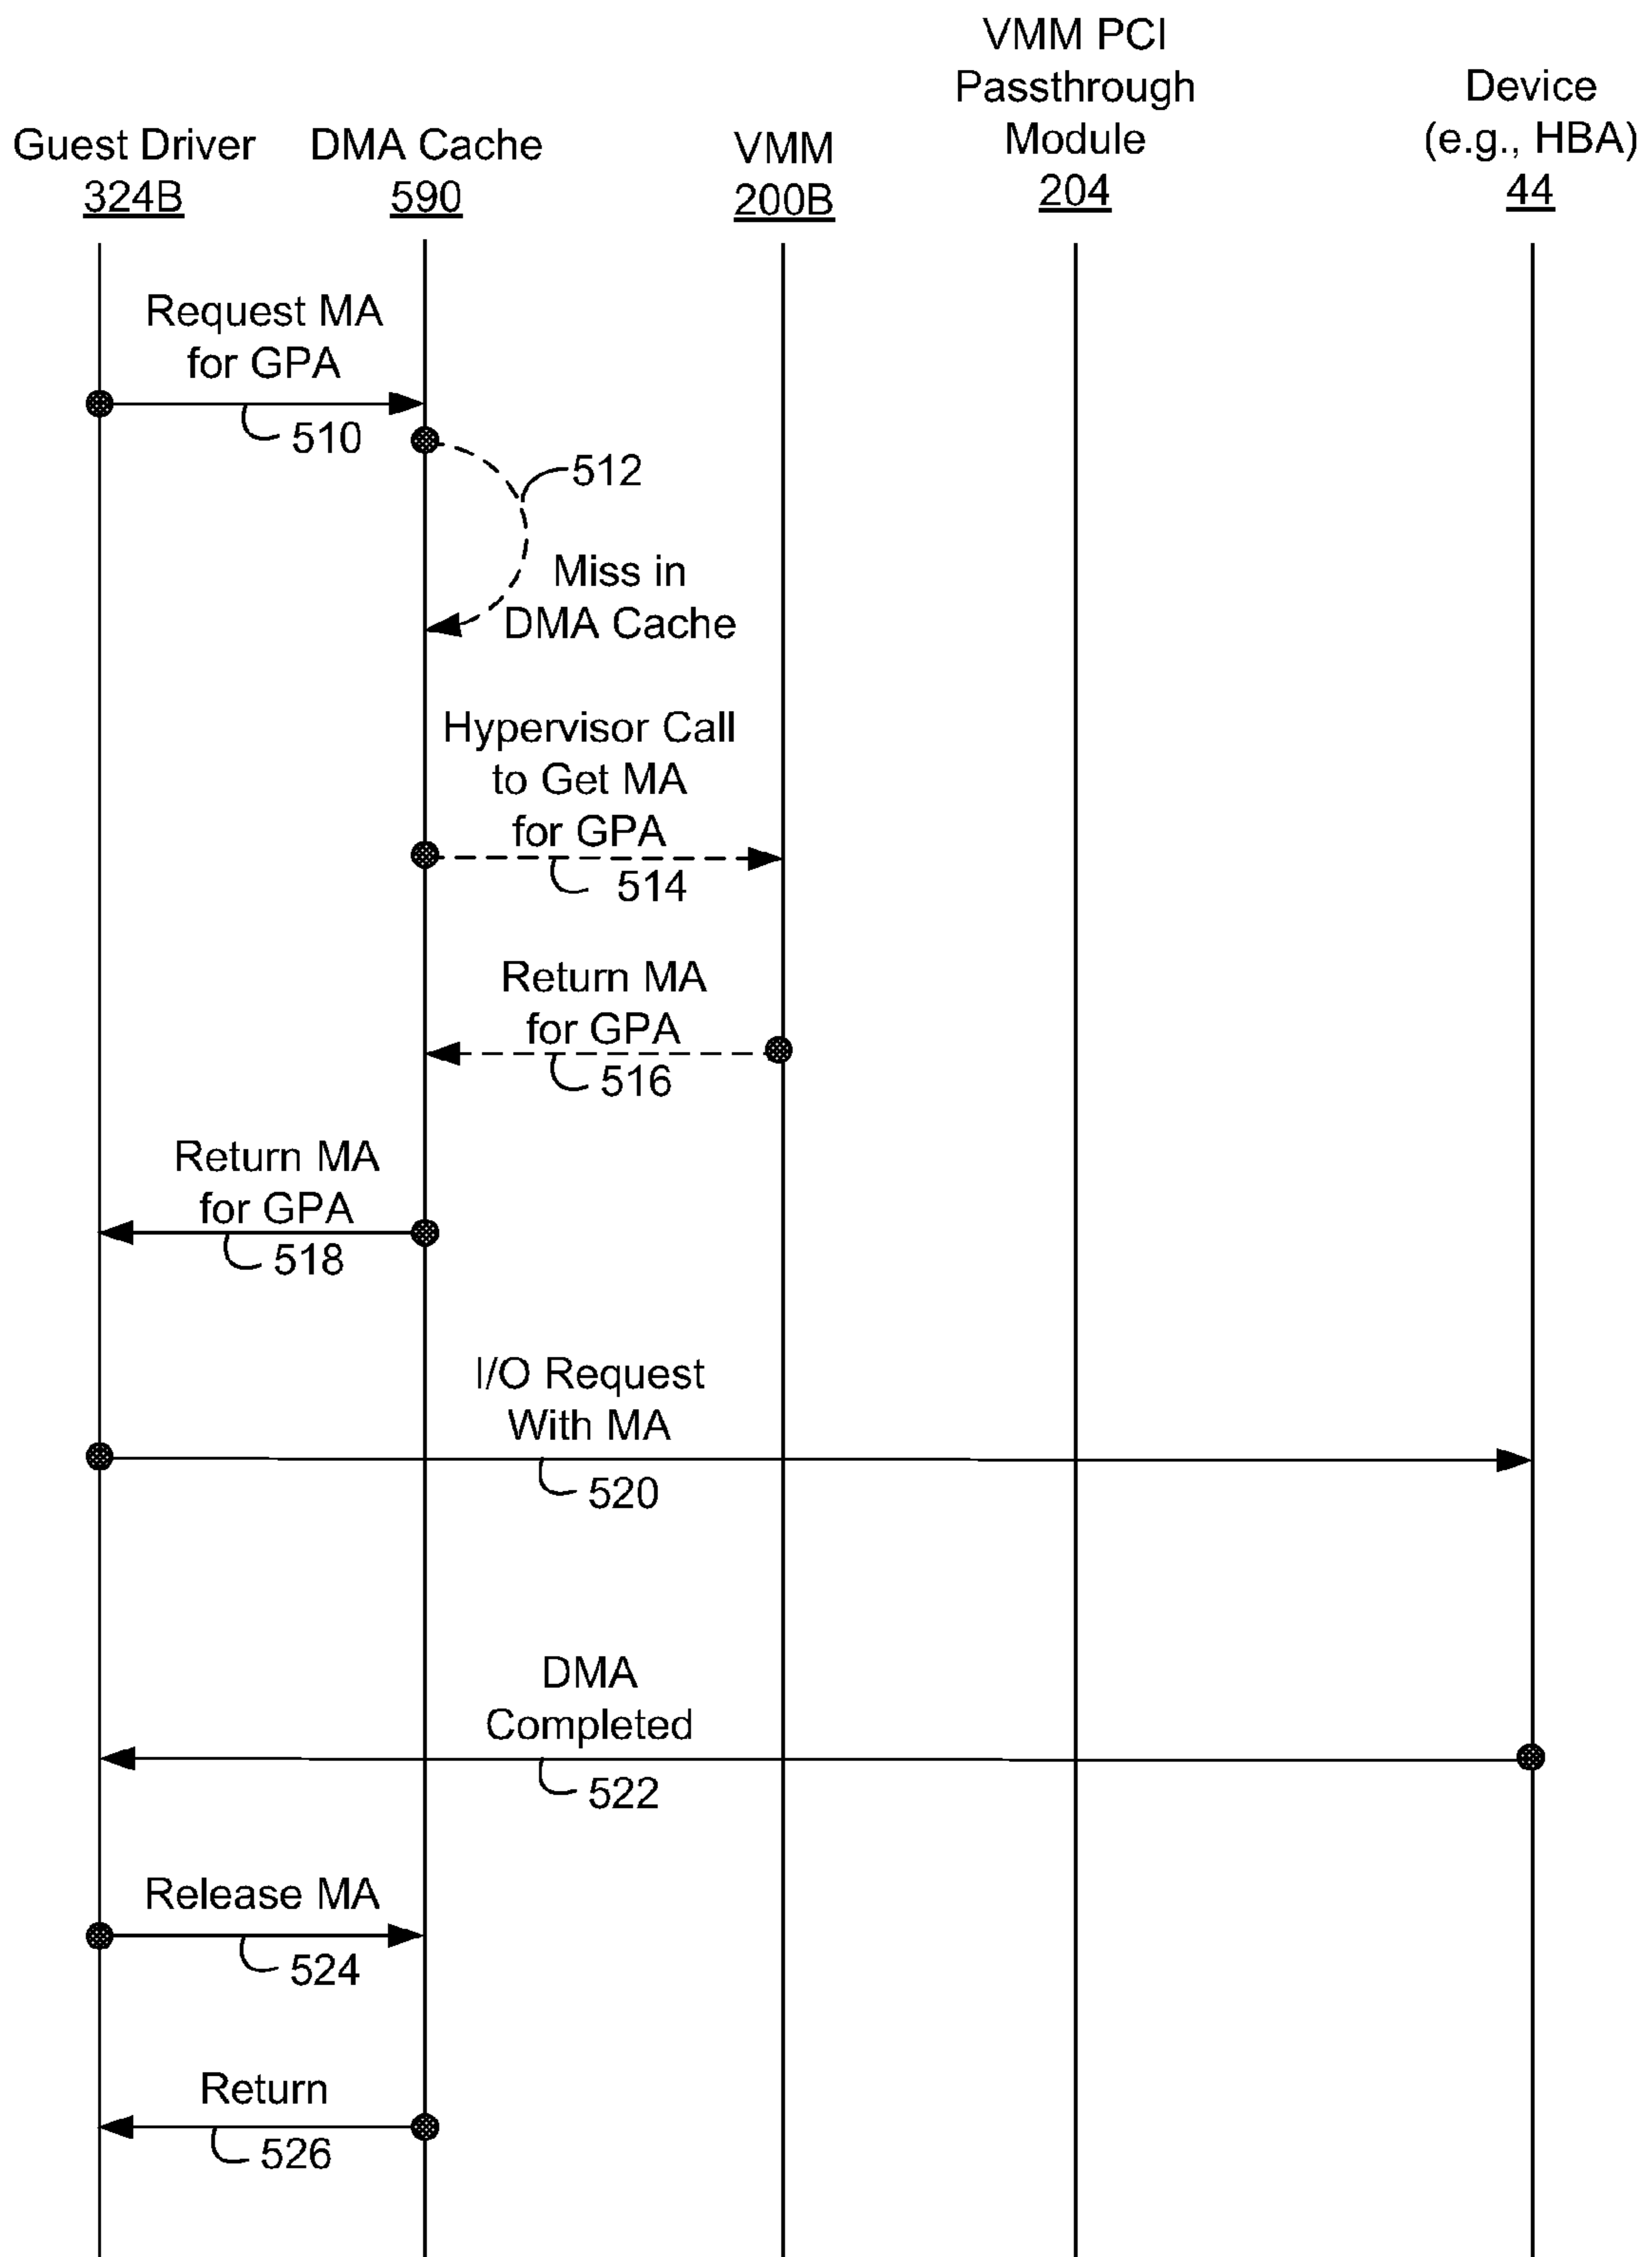 VMM PCI
Passthrough
Module
204
Device
(e.g., HBA)
44
Guest Driver
324B
DMA Cache
590
VMM
200B
Request MA
for GPA
510
512
Miss in
DMA Cache
Hypervisor Call
to Get MA
for GPA
514
Return MA
for GPA
516
Return MA
for GPA
518
I/O Request
With MA
520
DMA
Completed
522
Release MA
524
Return
526